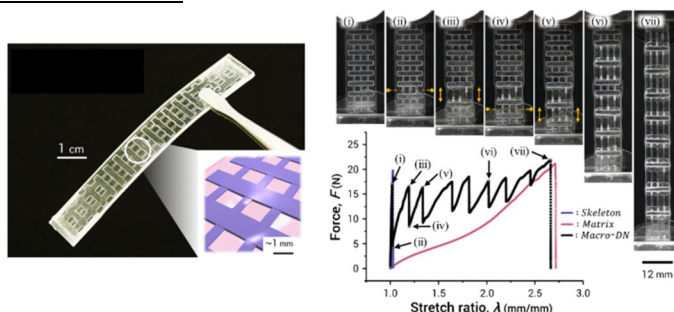 1 cm
~1 mm
(i) (ii) (iii) (iv) (v) (vi) (vii)
Force, F (N)
25
20
15
10
5
0
(i)
(iii)
(v)
(vi)
(vii)
(iv)
(ii)
: Skeleton
: Matrix
: Macro-DN
1.0 1.5 2.0 2.5 3.0
Stretch ratio, λ (mm/mm)
12 mm